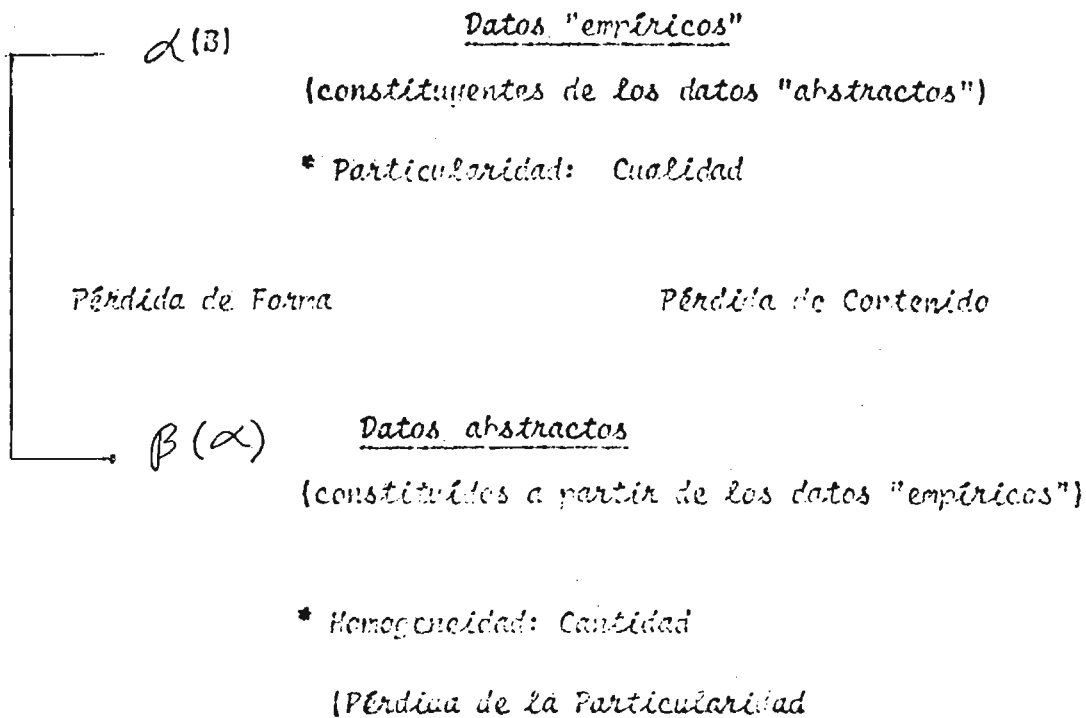 α(B) Datos "empíricos"
(constituyentes de los datos "abstractos")
* Particularidad: Cualidad
Pérdida de Forma Pérdida de Contenido
β (α) Datos abstractos
(constituídos a partir de los datos "empíricos")
* Homogeneidad: Cantidad
(Pérdida de la Particularidad